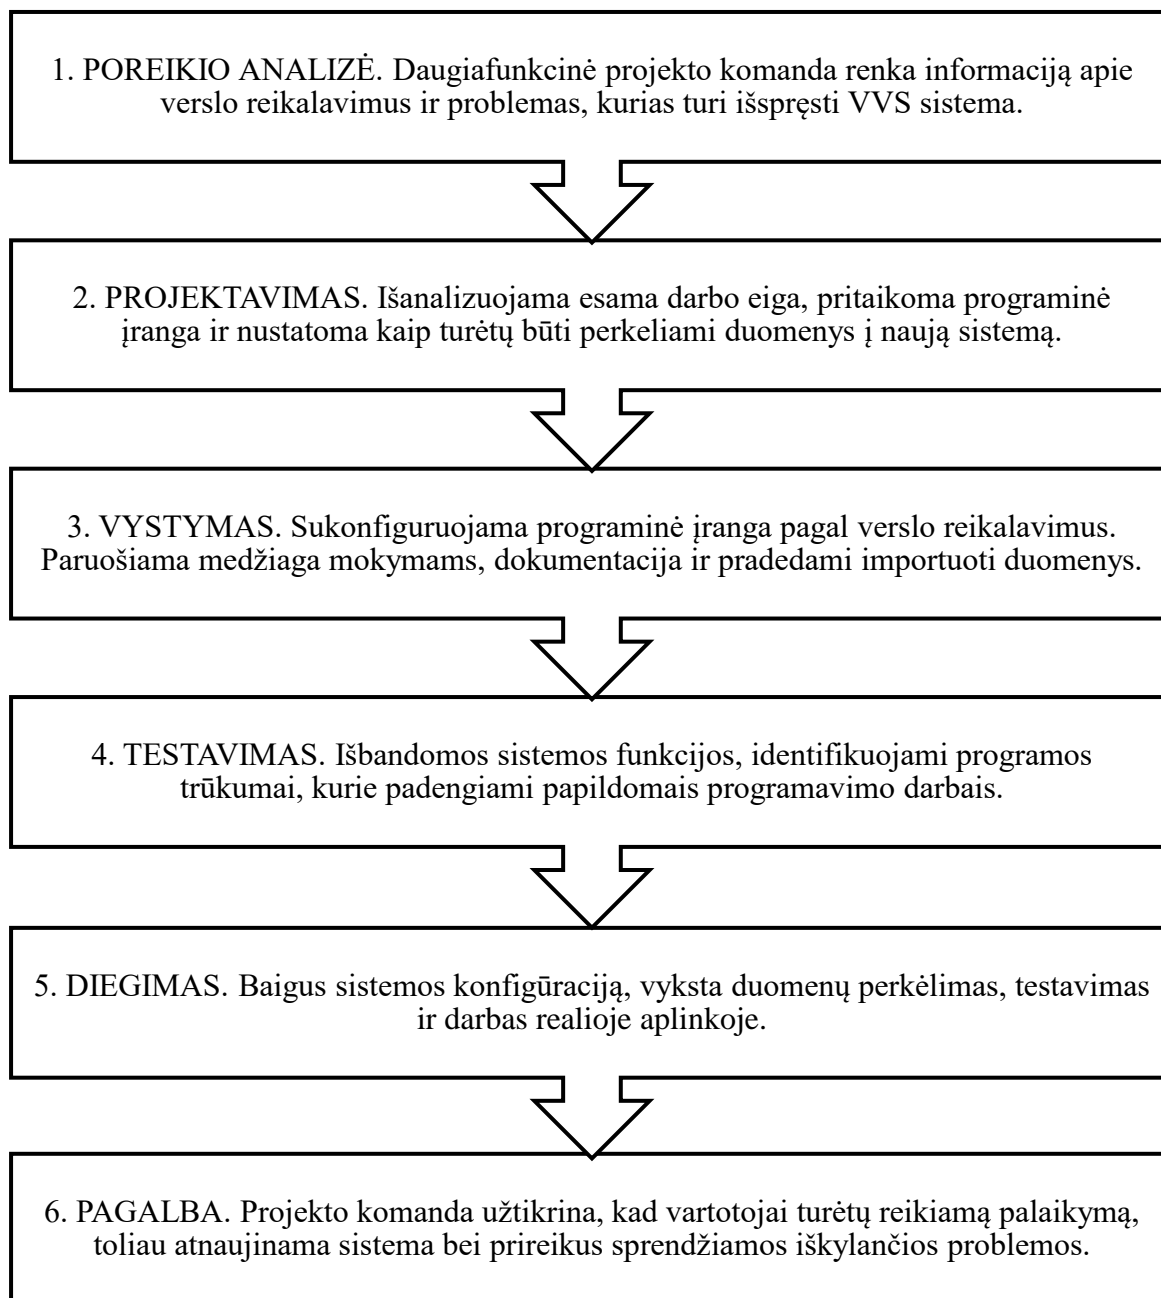 1. POREIKIO ANALIZĖ. Daugiafunkcinė projekto komanda renka informaciją apie
verslo reikalavimus ir problemas, kurias turi išspręsti VVS sistema.
2. PROJEKTAVIMAS. Išanalizuojama esama darbo eiga, pritaikoma programinė
įranga ir nustatoma kaip turėtų būti perkeliami duomenys į naują sistemą.
3. VYSTYMAS. Sukonfiguruojama programinė įranga pagal verslo reikalavimus.
Paruošiama medžiaga mokymams, dokumentacija ir pradedami importuoti duomenys.
4. TESTAVIMAS. Išbandomos sistemos funkcijos, identifikuojami programos
trūkumai, kurie padengiami papildomais programavimo darbais.
5. DIEGIMAS. Baigus sistemos konfigūraciją, vyksta duomenų perkėlimas, testavimas
ir darbas realioje aplinkoje.
6. PAGALBA. Projekto komanda užtikrina, kad vartotojai turėtų reikiamą palaikymą,
toliau atnaujinama sistema bei prireikus sprendžiamos iškylančios problemos.